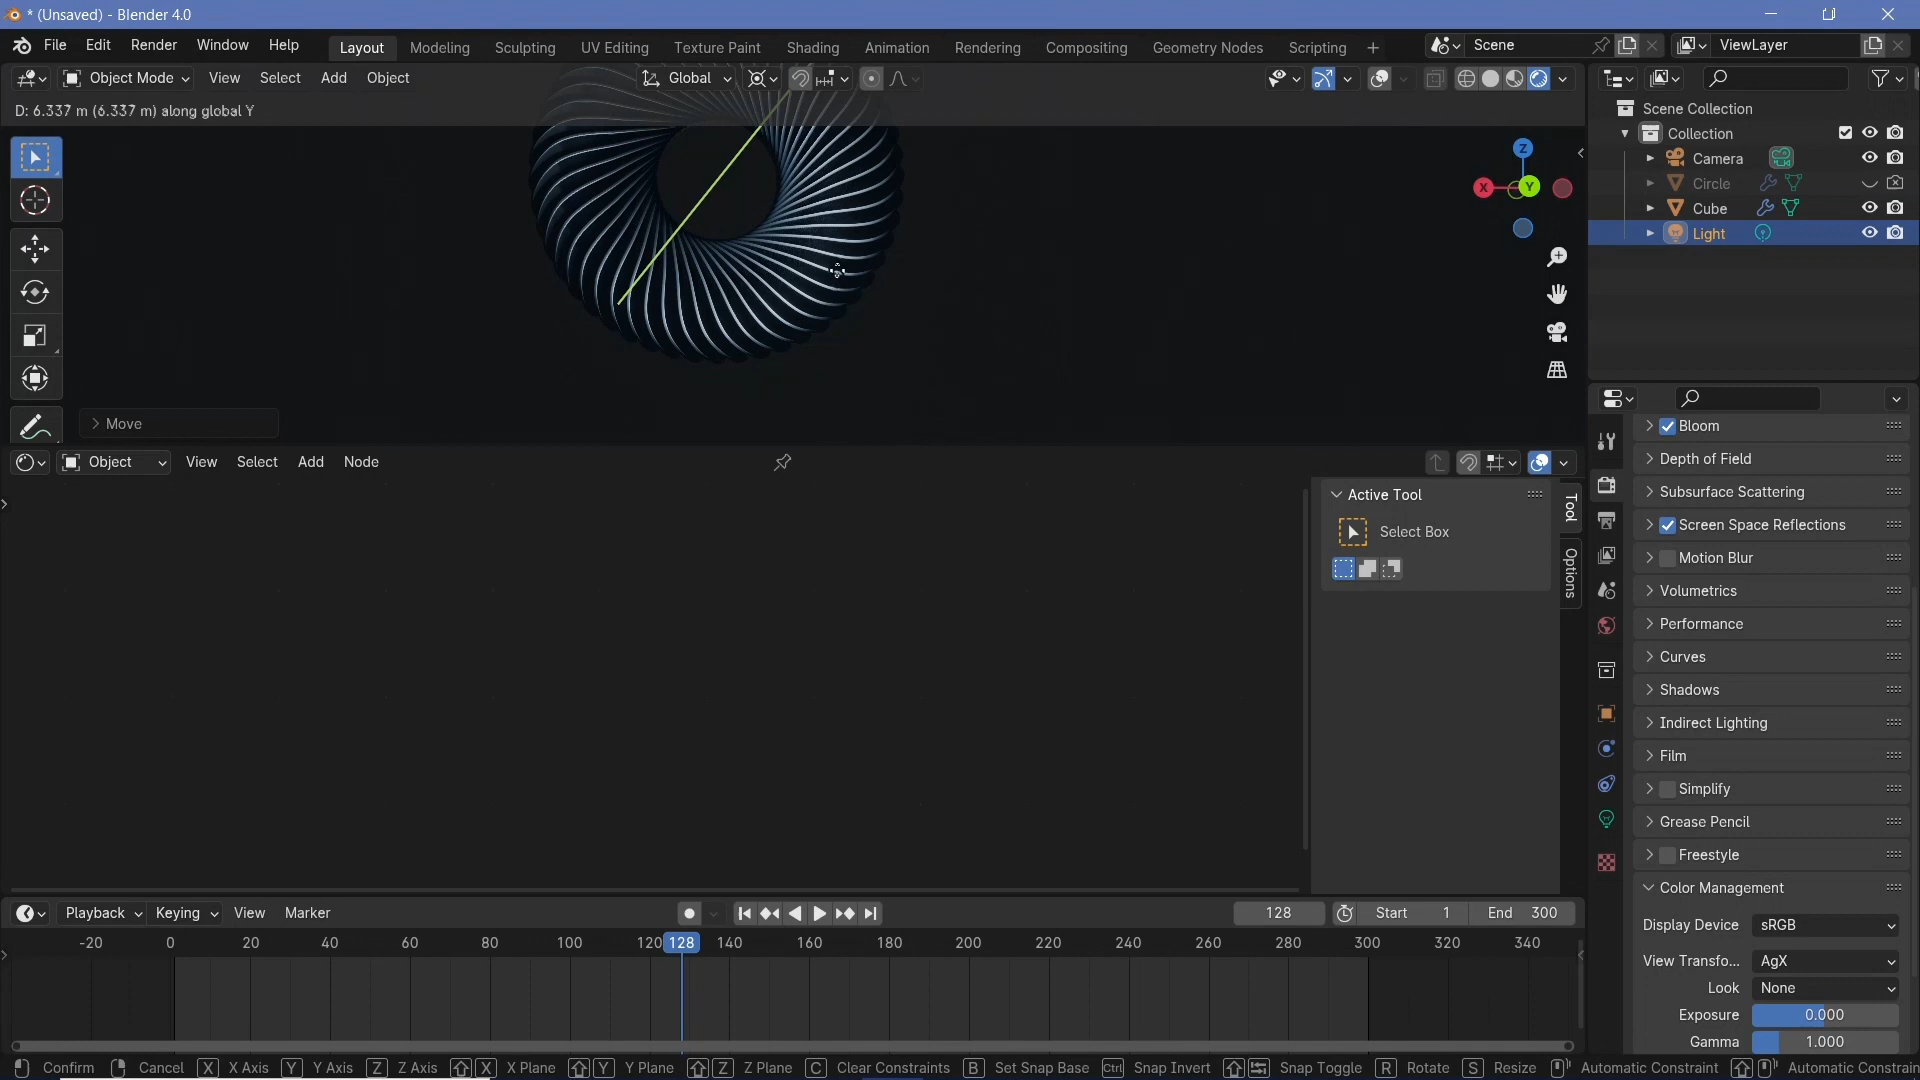 * (Unsaved) - Blender 4.0
File Edit Render Window Help Layout Modeling Sculpting UV Editing Texture Paint Shading Animation Rendering Compositing Geometry Nodes Scripting + Scene ViewLayer
Object Mode View Select Add Object Global
D: 6.337 m (6.337 m) along global Y
Scene Collection
Collection
Camera
Circle
Cube
Light
Z
X
Y
Move
Object View Select Add Node
Active Tool
Select Box
Tool
Options
Bloom
Depth of Field
Subsurface Scattering
Screen Space Reflections
Motion Blur
Volumetrics
Performance
Curves
Shadows
Indirect Lighting
Film
Simplify
Grease Pencil
Freestyle
Color Management
Display Device sRGB
View Transfo... AgX
Look None
Exposure 0.000
Gamma 1.000
Playback Keying View Marker 128 Start 1 End 300
-20 0 20 40 60 80 100 120 128 140 160 180 200 220 240 260 280 300 320 340
Confirm Cancel X X Axis Y Y Axis Z Z Axis X X Plane Y Y Plane Z Z Plane C Clear Constraints B Set Snap Base Ctrl Snap Invert Snap Toggle R Rotate S Resize Automatic Constraint Automatic Constrain